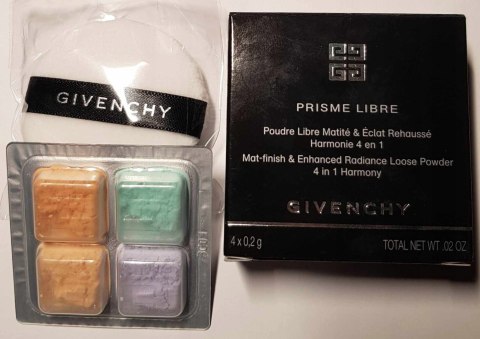 GIVENCHY
PRISME LIBRE
Poudre Libre Matité & Éclat Rehaussé
Harmonie 4 en 1
Mat-finish & Enhanced Radiance Loose Powder
4 in 1 Harmony
GIVENCHY
4 x 0,2 g
TOTAL NET WT .02 OZ